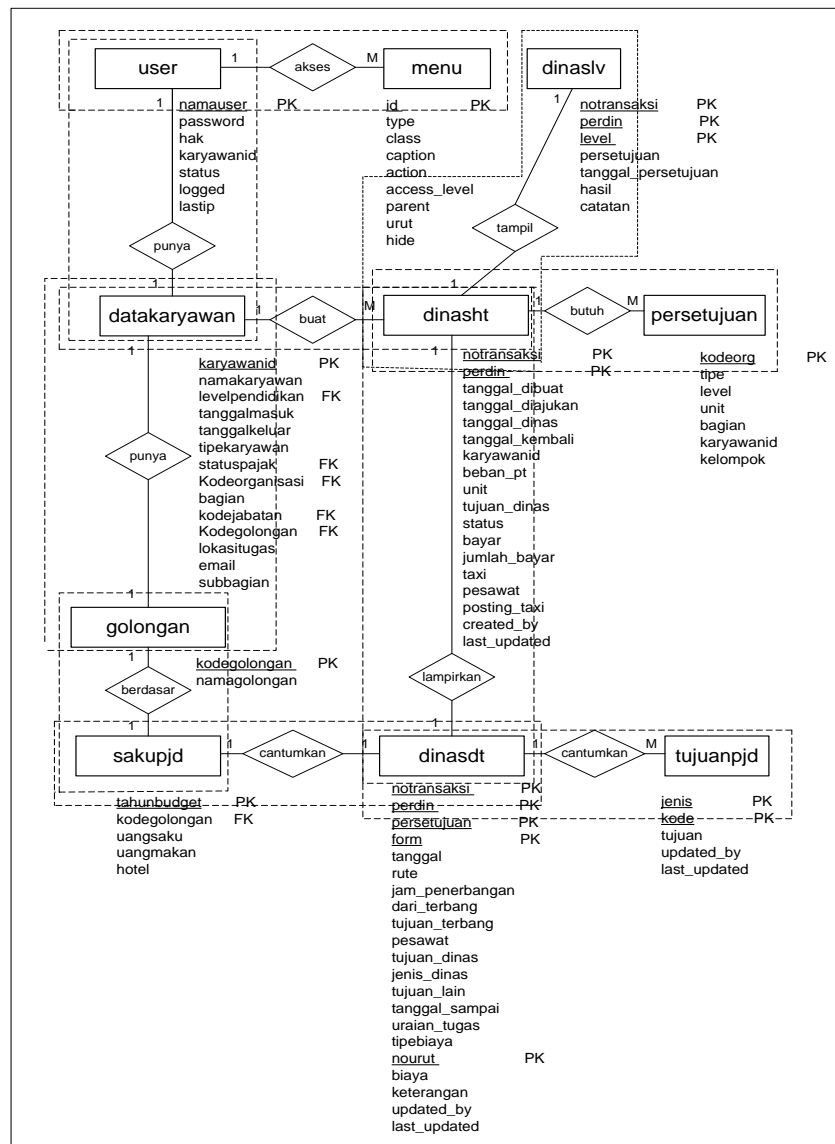 1 M
user akses menu dinaslv
1 1
namauser PK
password
hak
karyawanid
status
logged
lastip
id PK
type
class
caption
action
access_level
parent
urut
hide
notransaksi PK
perdin PK
level PK
persetujuan
tanggal_persetujuan
hasil
catatan
punya
tampil
1 1
datakaryawan 1 buat M dinasht 1 butuh M persetujuan
1 1
karyawanid PK
namakaryawan
levelpendidikan FK
tanggalmasuk
tanggalkeluar
tipekaryawan
statuspajak FK
Kodeorganisasi FK
bagian
kodejabatan FK
Kodegolongan FK
lokasitugas
email
subbagian
notransaksi PK
perdin PK
tanggal_dibuat
tanggal_diajukan
tanggal_dinas
tanggal_kembali
karyawanid
beban_pt
unit
tujuan_dinas
status
bayar
jumlah_bayar
taxi
pesawat
posting_taxi
created_by
last_updated
kodeorg PK
tipe
level
unit
bagian
karyawanid
kelompok
punya
1
golongan
1
kodegolongan PK
namagolongan
berdasar
lampirkan
1 1
sakupjd 1 cantumkan 1 dinasdt 1 cantumkan M tujuanpjd
tahunbudget PK
kodegolongan FK
uangsaku
uangmakan
hotel
notransaksi PK
perdin PK
persetujuan PK
form PK
tanggal
rute
jam_penerbangan
dari_terbang
tujuan_terbang
pesawat
tujuan_dinas
jenis_dinas
tujuan_lain
tanggal_sampai
uraian_tugas
tipebiaya
nourut PK
biaya
keterangan
updated_by
last_updated
jenis PK
kode PK
tujuan
updated_by
last_updated